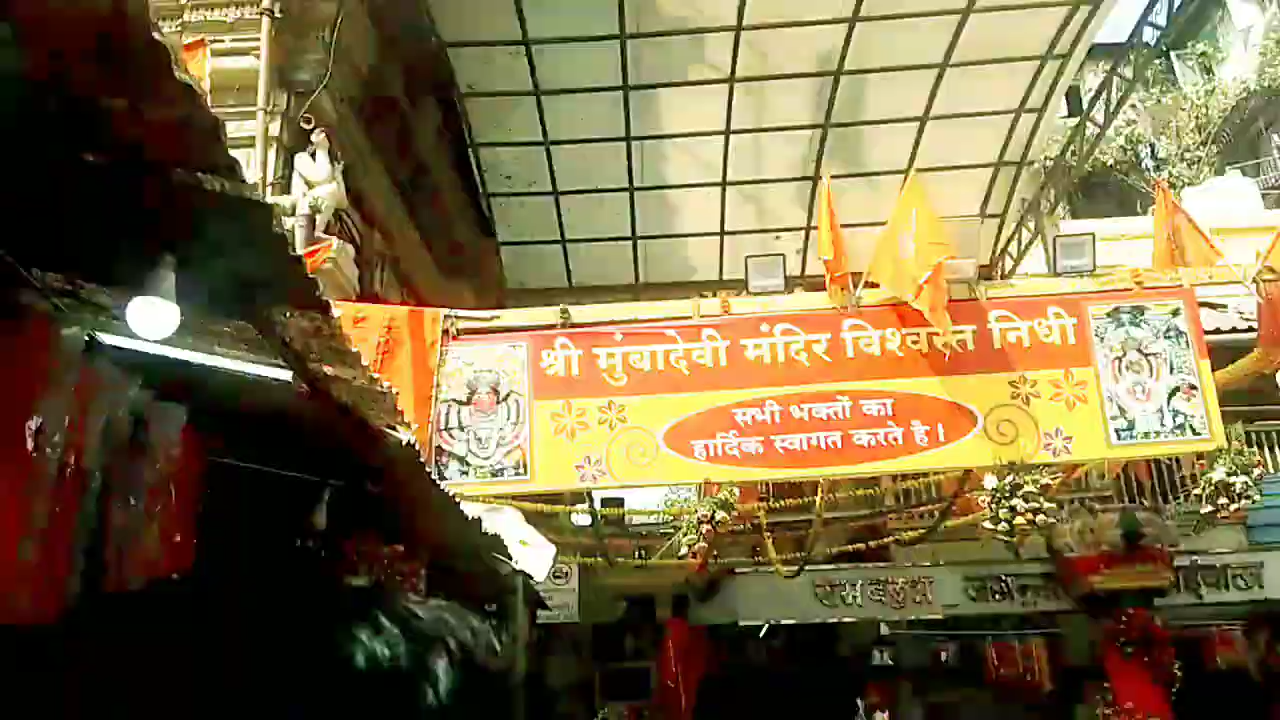 श्री मुंबादेवी मंदिर विश्वस्त निधी
सभी भक्तों का
हार्दिक स्वागत करते है।